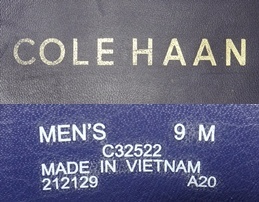 COLE HAAN
MEN'S 9 M
C32522
MADE IN VIETNAM
212129 A20